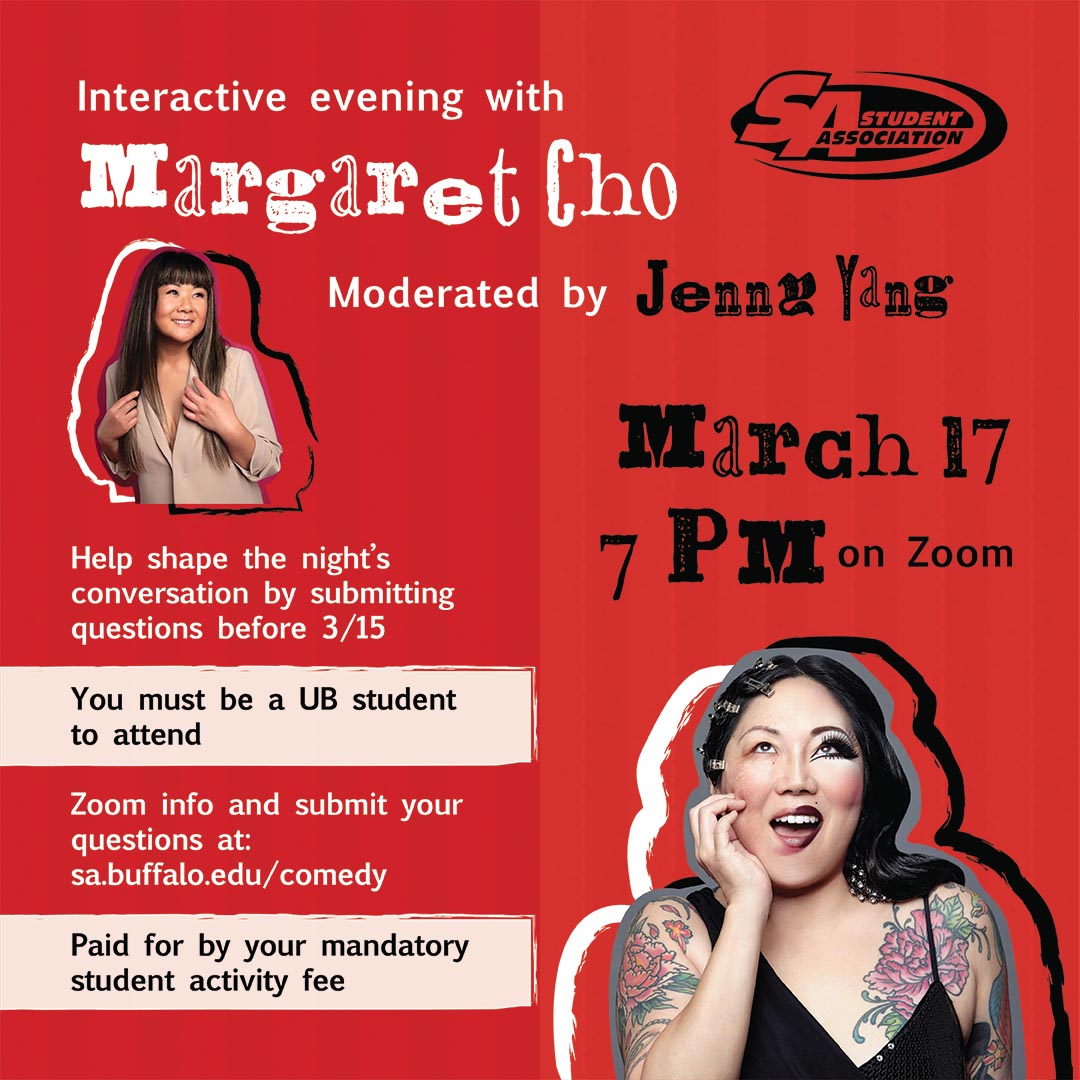 Interactive evening with
Margaret Cho
SA STUDENT
ASSOCIATION
Moderated by Jenny Yang
March 17
7 PM on Zoom
Help shape the night's
conversation by submitting
questions before 3/15
You must be a UB student
to attend
Zoom info and submit your
questions at:
sa.buffalo.edu/comedy
Paid for by your mandatory
student activity fee